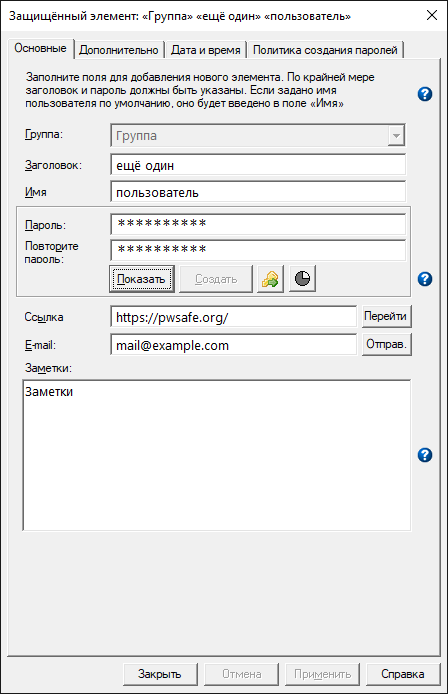 Защищённый элемент: «Группа» «ещё один» «пользователь»
Основные Дополнительно Дата и время Политика создания паролей
Заполните поля для добавления нового элемента. По крайней мере
заголовок и пароль должны быть указаны. Если задано имя
пользователя по умолчанию, оно будет введено в поле «Имя»
Группа: Группа
Заголовок: ещё один
Имя пользователь
Пароль: **********
Повторите
пароль: **********
Показать Создать
Ссылка https://pwsafe.org/ Перейти
E-mail: mail@example.com Отправ.
Заметки:
Заметки
Закрыть Отмена Применить Справка